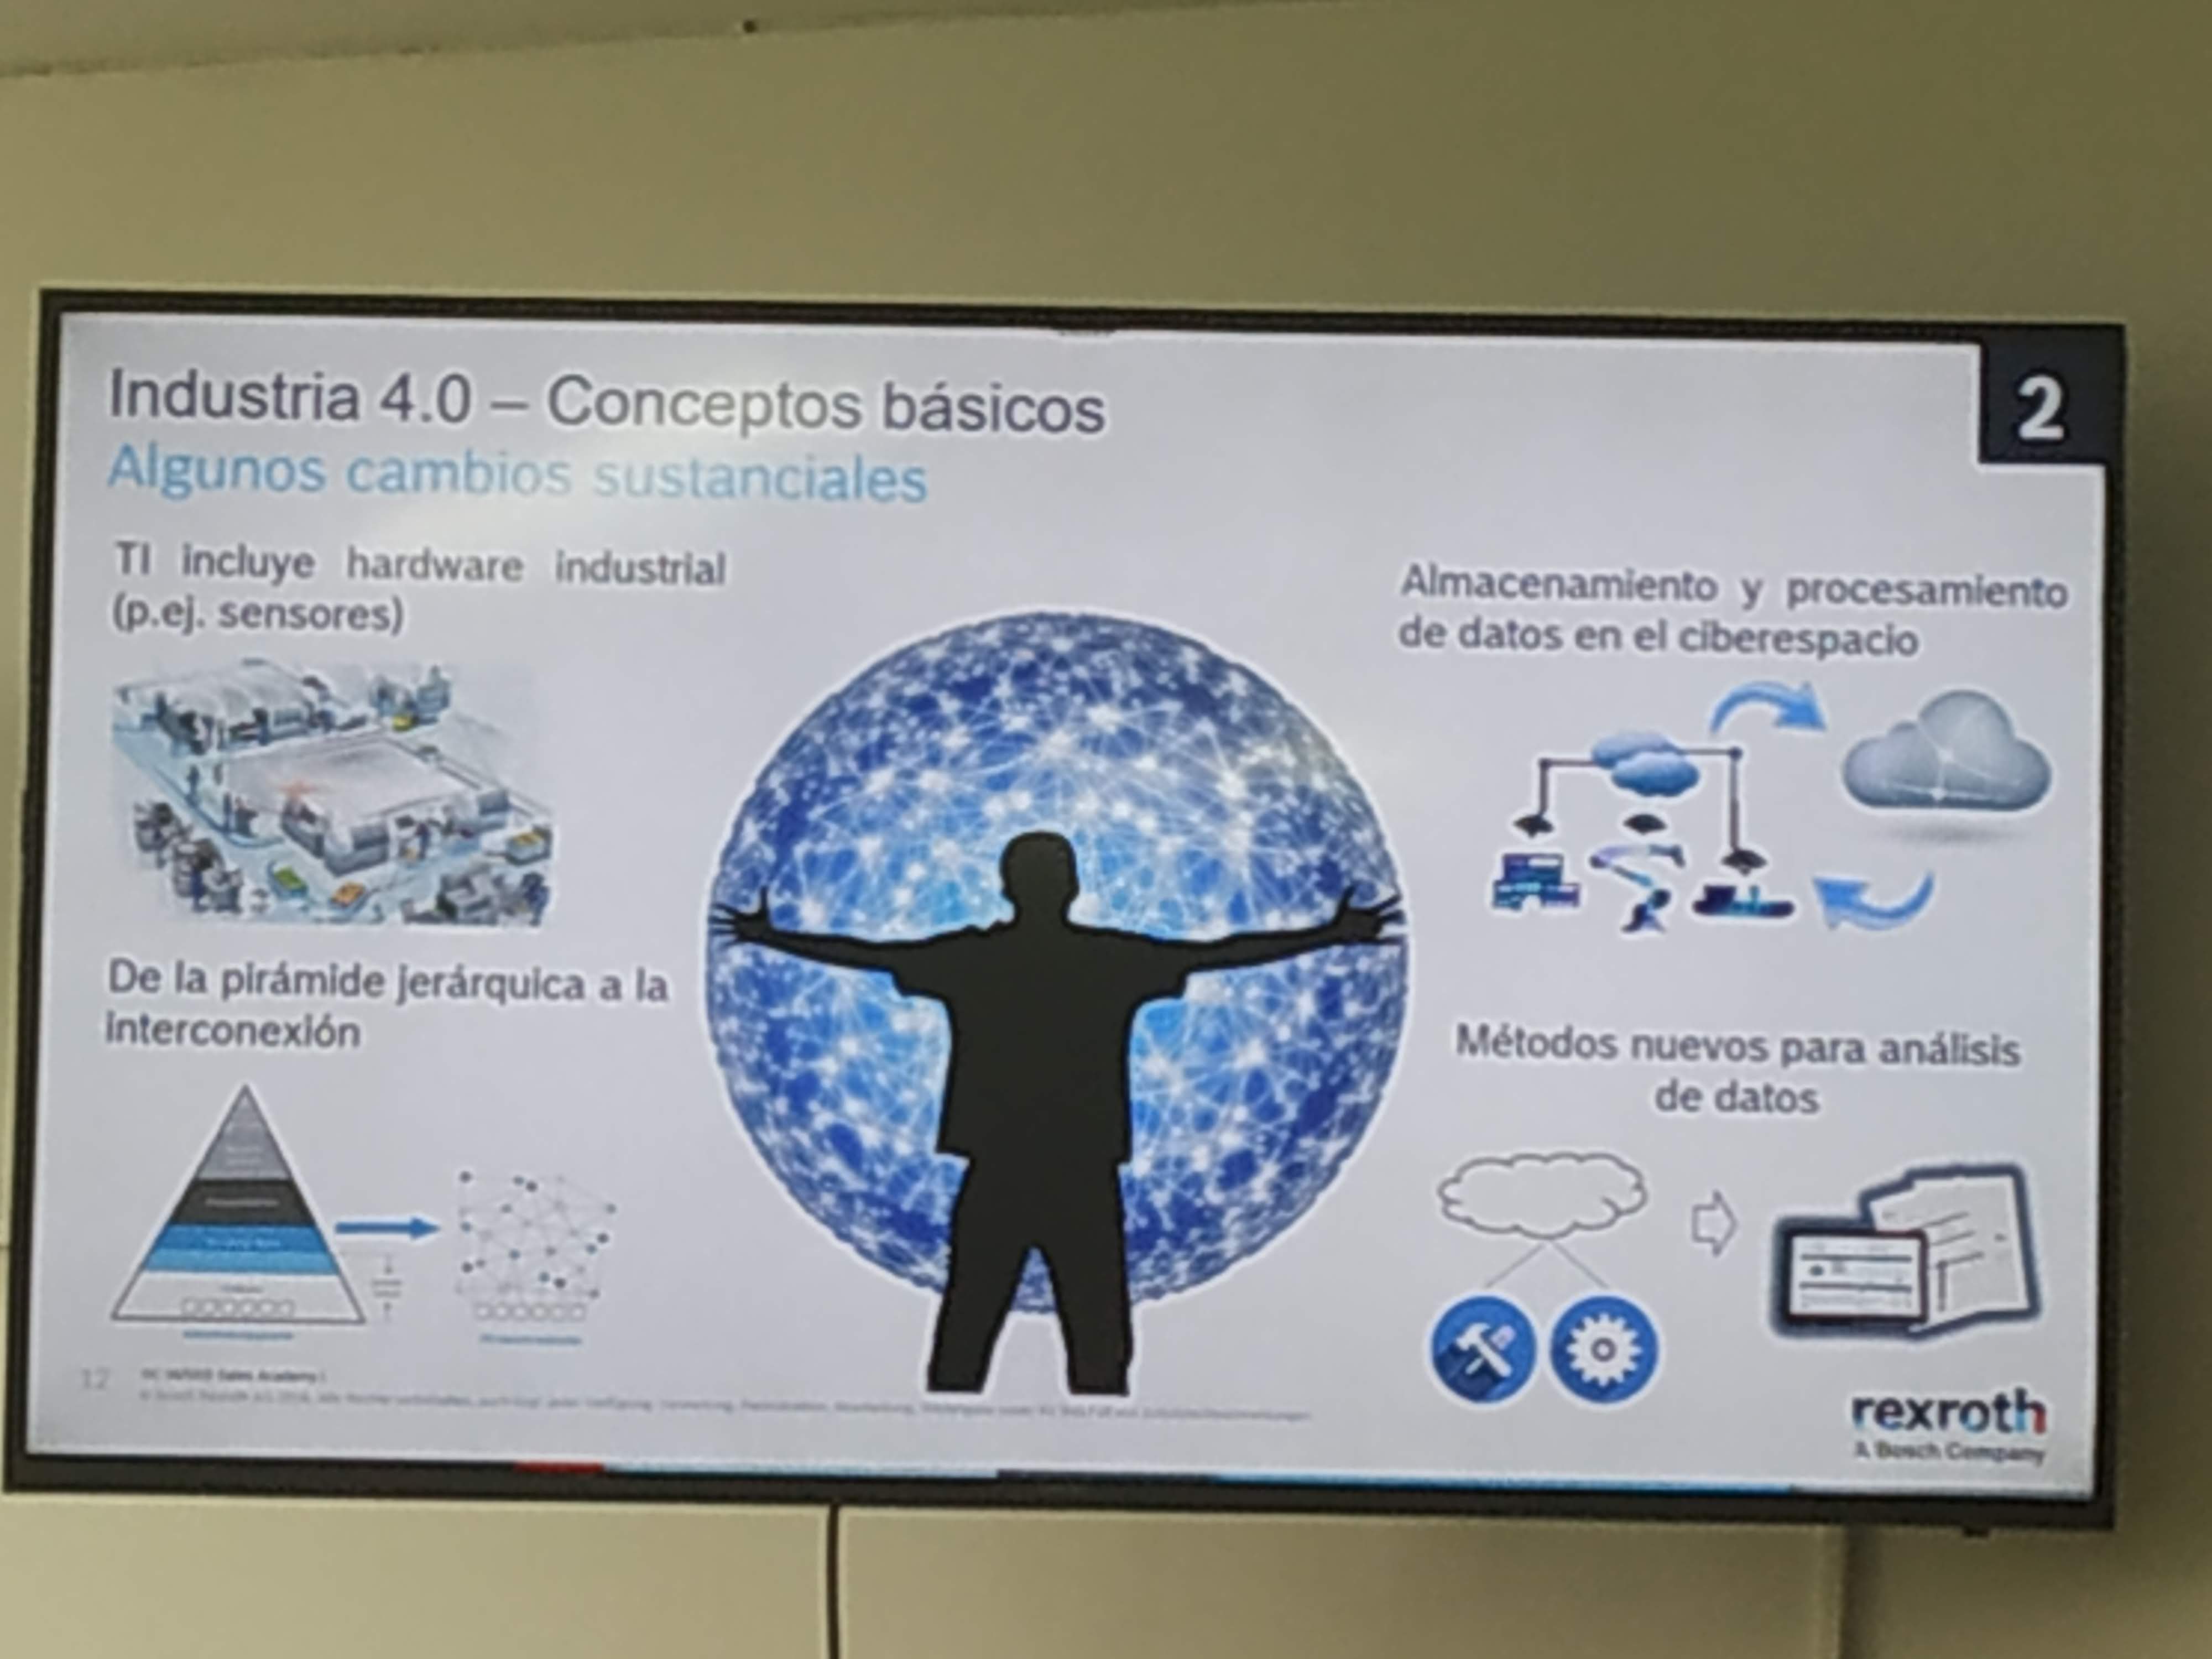 Industria 4.0 – Conceptos básicos
2
Algunos cambios sustanciales
TI incluye hardware industrial
(p.ej. sensores)
Almacenamiento y procesamiento
de datos en el ciberespacio
De la pirámide jerárquica a la
interconexión
Métodos nuevos para análisis
de datos
12
Sales Academy
rexroth
A Bosch Company